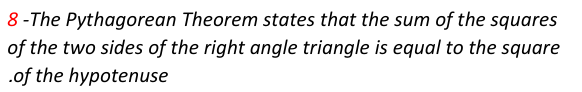 8 -The Pythagorean Theorem states that the sum of the squares
of the two sides of the right angle triangle is equal to the square
.of the hypotenuse